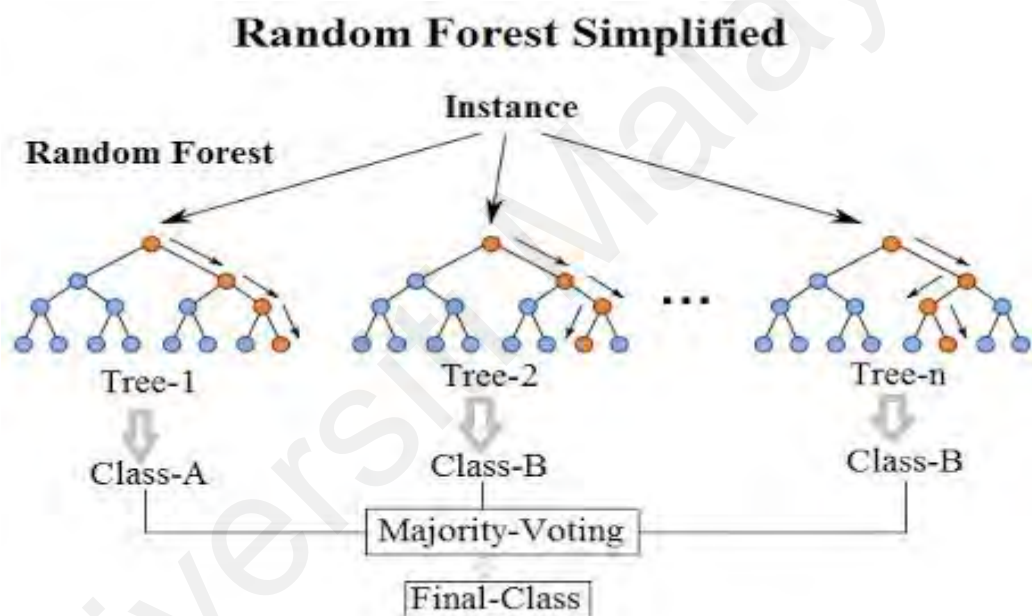 Random Forest Simplified
Instance
Random Forest
...
Tree-1
Tree-2
Tree-n
Class-A
Class-B
Class-B
Majority-Voting
Final-Class